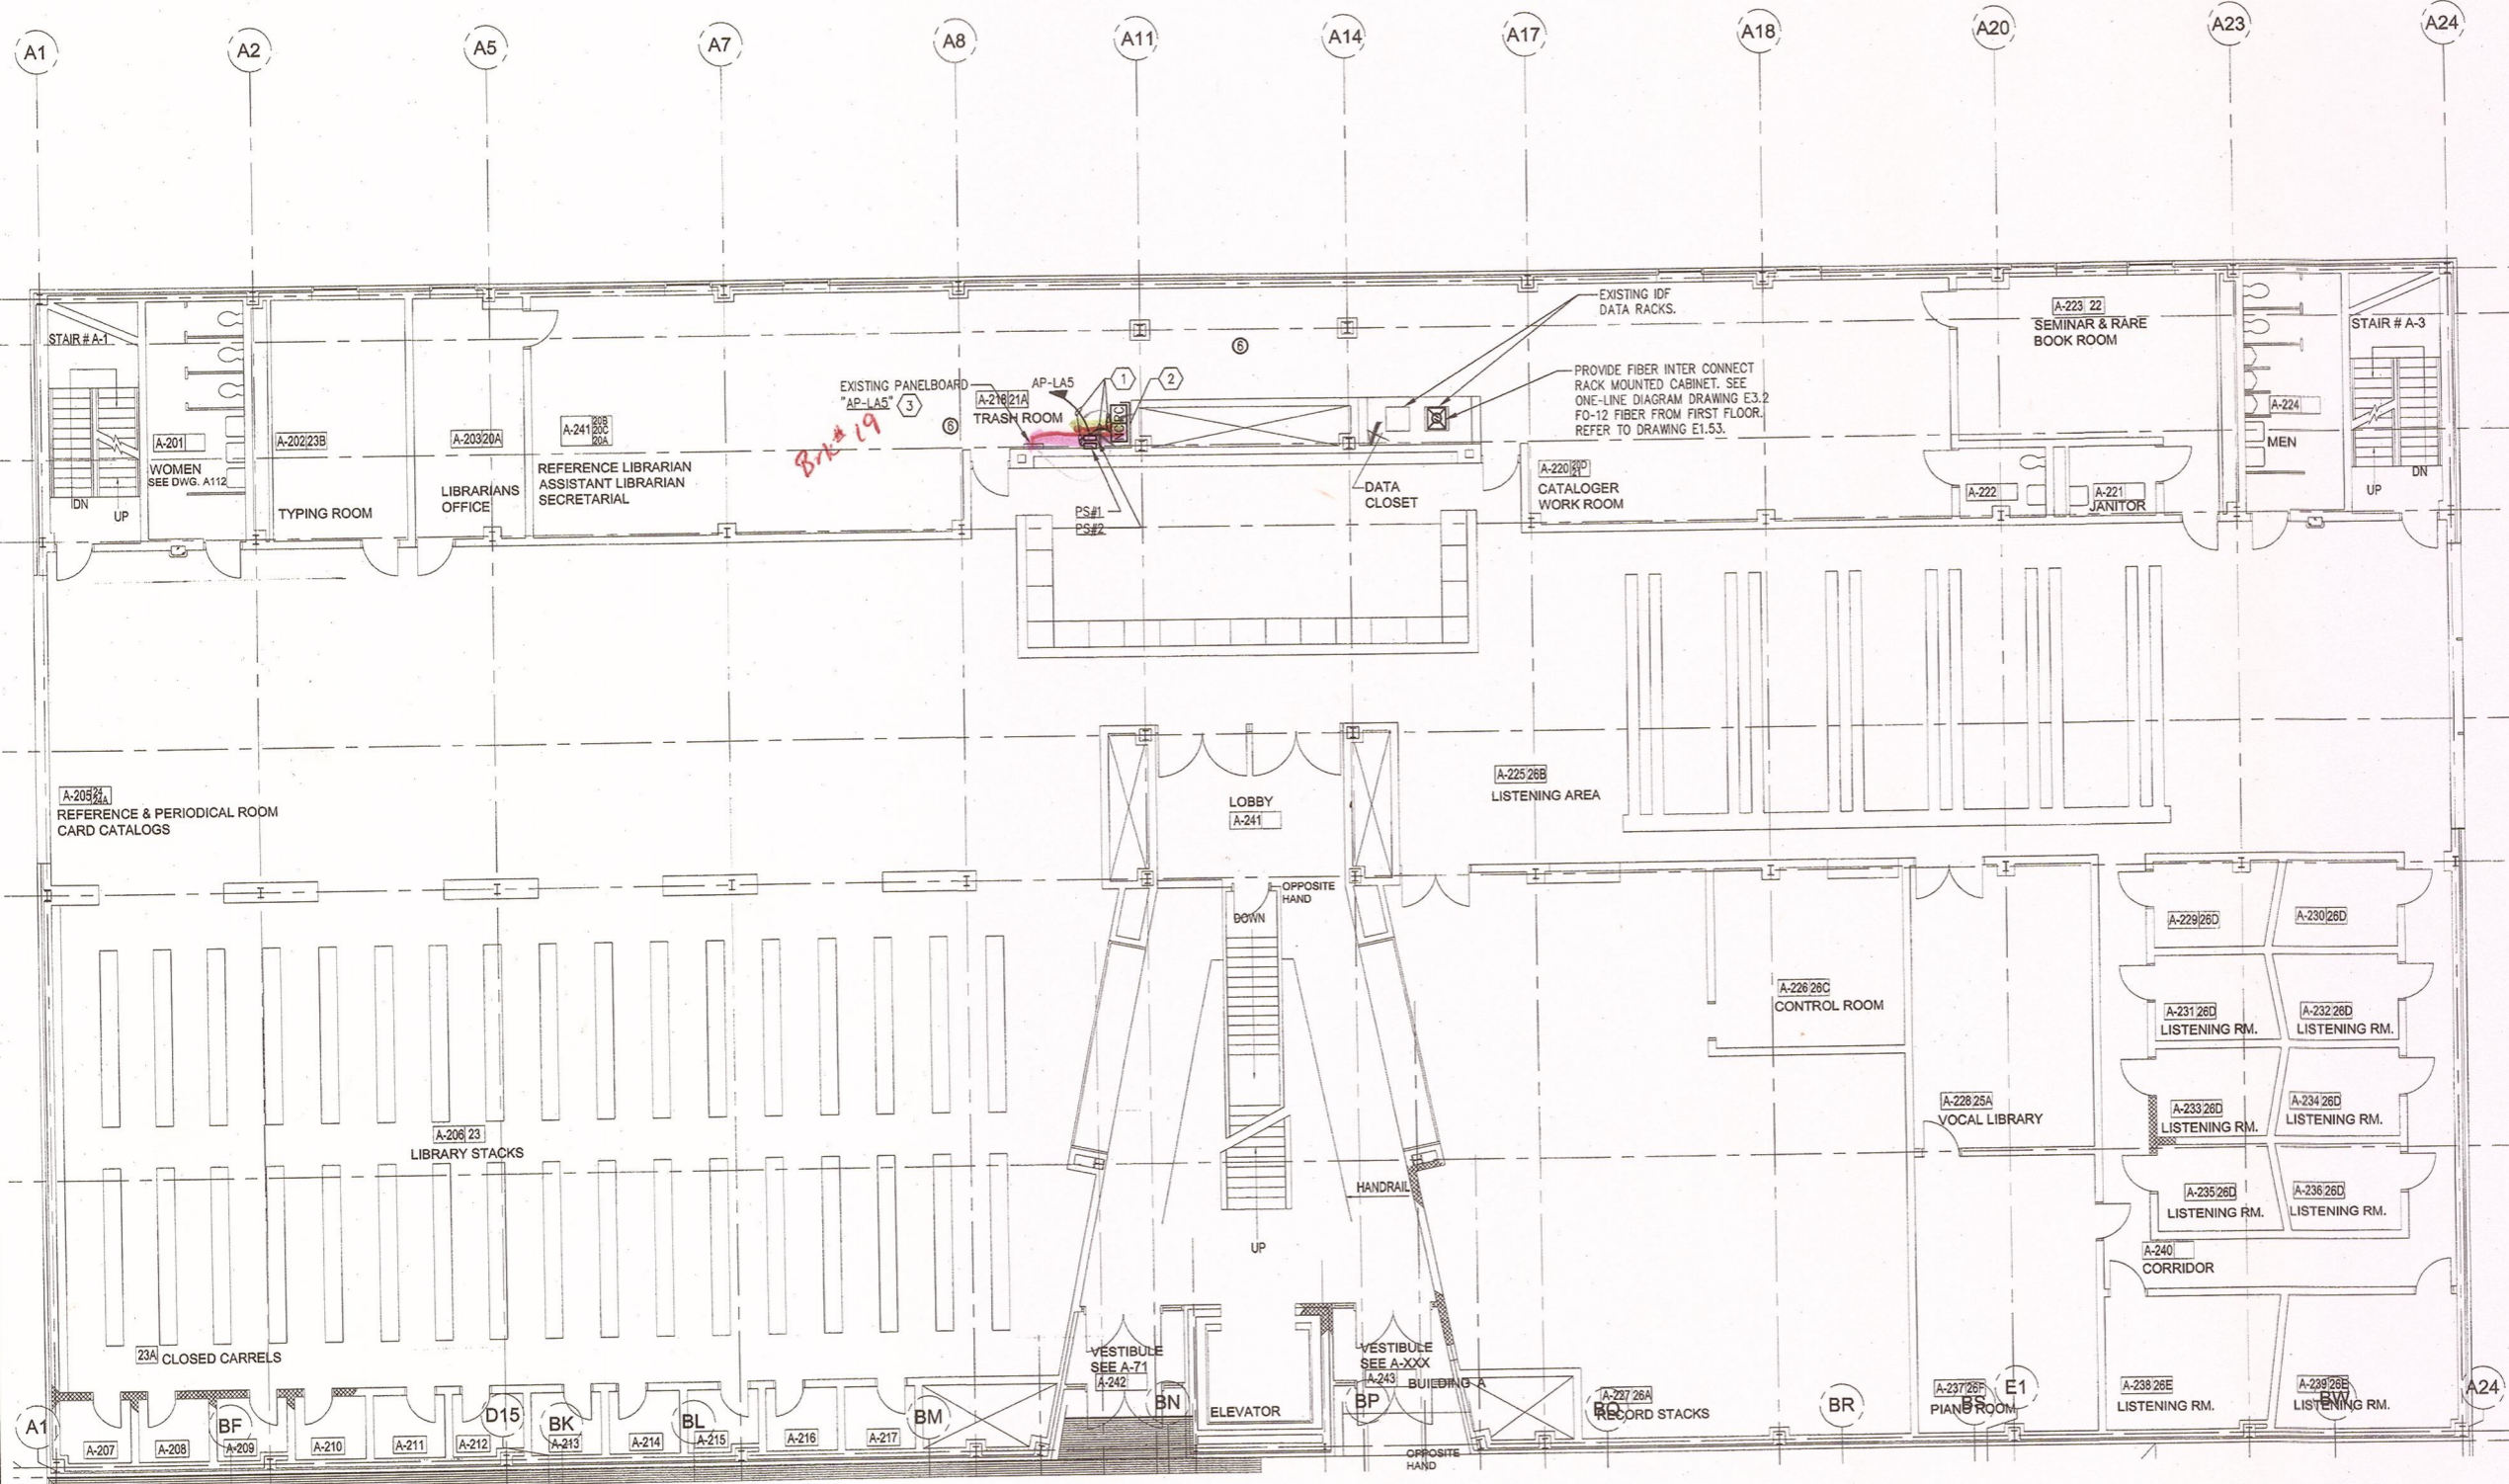 A1
A2
A5
A7
A8
A11
A14
A17
A18
A20
A23
A24
STAIR # A-1
DN
UP
A-201
WOMEN
SEE DWG. A112
A-202 23B
TYPING ROOM
A-203 20A
LIBRARIANS
OFFICE
A-241 20B
20C
20A
REFERENCE LIBRARIAN
ASSISTANT LIBRARIAN
SECRETARIAL
EXISTING PANELBOARD
"AP-LA5" 3
Brk# 19
6
A-218 21A
TRASH ROOM
AP-LA5
1
2
NC RC
PS#1
PS#2
6
EXISTING IDF
DATA RACKS.
PROVIDE FIBER INTER CONNECT
RACK MOUNTED CABINET. SEE
ONE-LINE DIAGRAM DRAWING E3.2
FO-12 FIBER FROM FIRST FLOOR.
REFER TO DRAWING E1.53.
DATA
CLOSET
A-220 20D
21
CATALOGER
WORK ROOM
A-223 22
SEMINAR & RARE
BOOK ROOM
A-222
A-221
JANITOR
A-224
MEN
STAIR # A-3
UP
DN
A-205 24
24A
REFERENCE & PERIODICAL ROOM
CARD CATALOGS
LOBBY
A-241
A-225 26B
LISTENING AREA
OPPOSITE
HAND
DOWN
A-206 23
LIBRARY STACKS
HANDRAIL
UP
A-226 26C
CONTROL ROOM
A-228 25A
VOCAL LIBRARY
A-229 26D
A-230 26D
A-231 26D
LISTENING RM.
A-232 26D
LISTENING RM.
A-233 26D
LISTENING RM.
A-234 26D
LISTENING RM.
A-235 26D
LISTENING RM.
A-236 26D
LISTENING RM.
A-240
CORRIDOR
23A CLOSED CARRELS
VESTIBULE
SEE A-71
A-242
VESTIBULE
SEE A-XXX
A-243
BUILDING A
ELEVATOR
OPPOSITE
HAND
A-227 26A
RECORD STACKS
A-237 26F
PIANO ROOM
A-238 26E
LISTENING RM.
A-239 26E
LISTENING RM.
A-207
A-208
A-209
A-210
A-211
A-212
A-213
A-214
A-215
A-216
A-217
A1
BF
D15
BK
BL
BM
BN
BP
BQ
BR
BS
E1
BW
A24